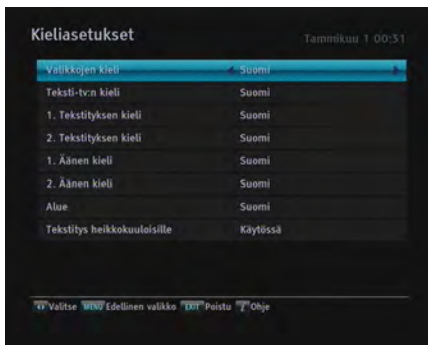 Kieliasetukset Tammikuu 1 00:31
Valikkojen kieli Suomi
Teksti-tv:n kieli Suomi
1. Tekstityksen kieli Suomi
2. Tekstityksen kieli Suomi
1. Äänen kieli Suomi
2. Äänen kieli Suomi
Alue Suomi
Tekstitys heikkokuuloisille Käytössä
Valitse MENU Edellinen valikko EXIT Poistu i Ohje